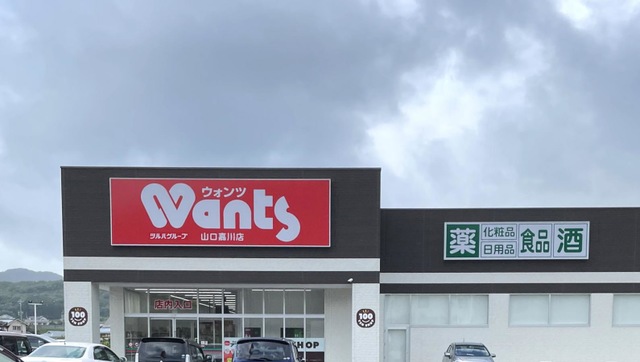 ウォンツ
Wants
ツルハグループ 山口嘉川店
薬 化粧品 日用品 食品 酒
店内入口
100
100
HOP